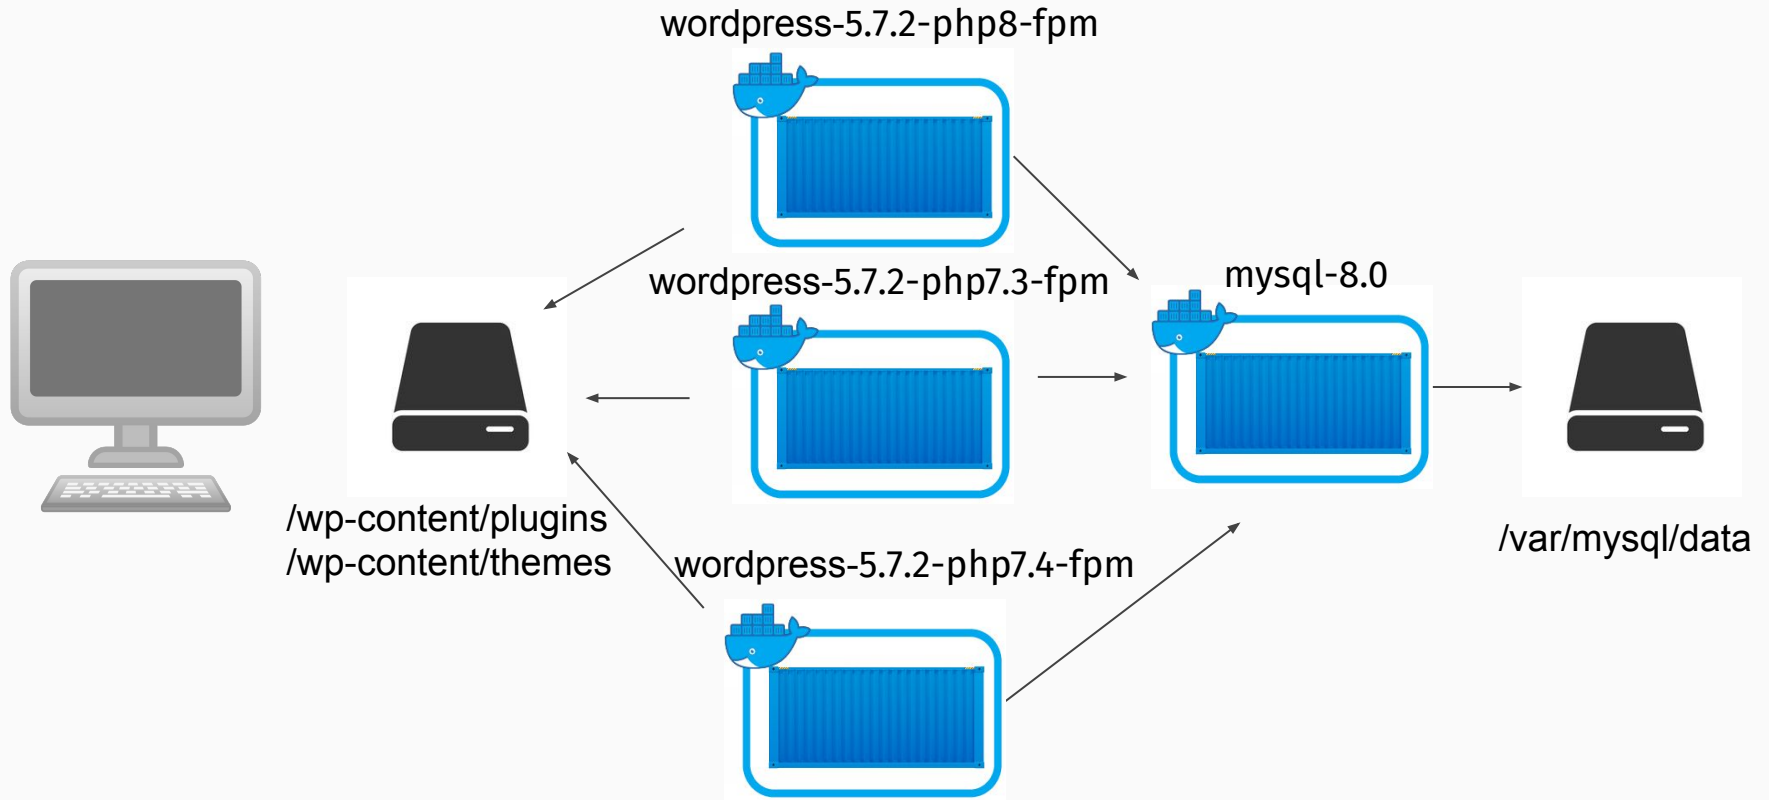 wordpress-5.7.2-php8-fpm
wordpress-5.7.2-php7.3-fpm
mysql-8.0
/wp-content/plugins
/wp-content/themes
/var/mysql/data
wordpress-5.7.2-php7.4-fpm